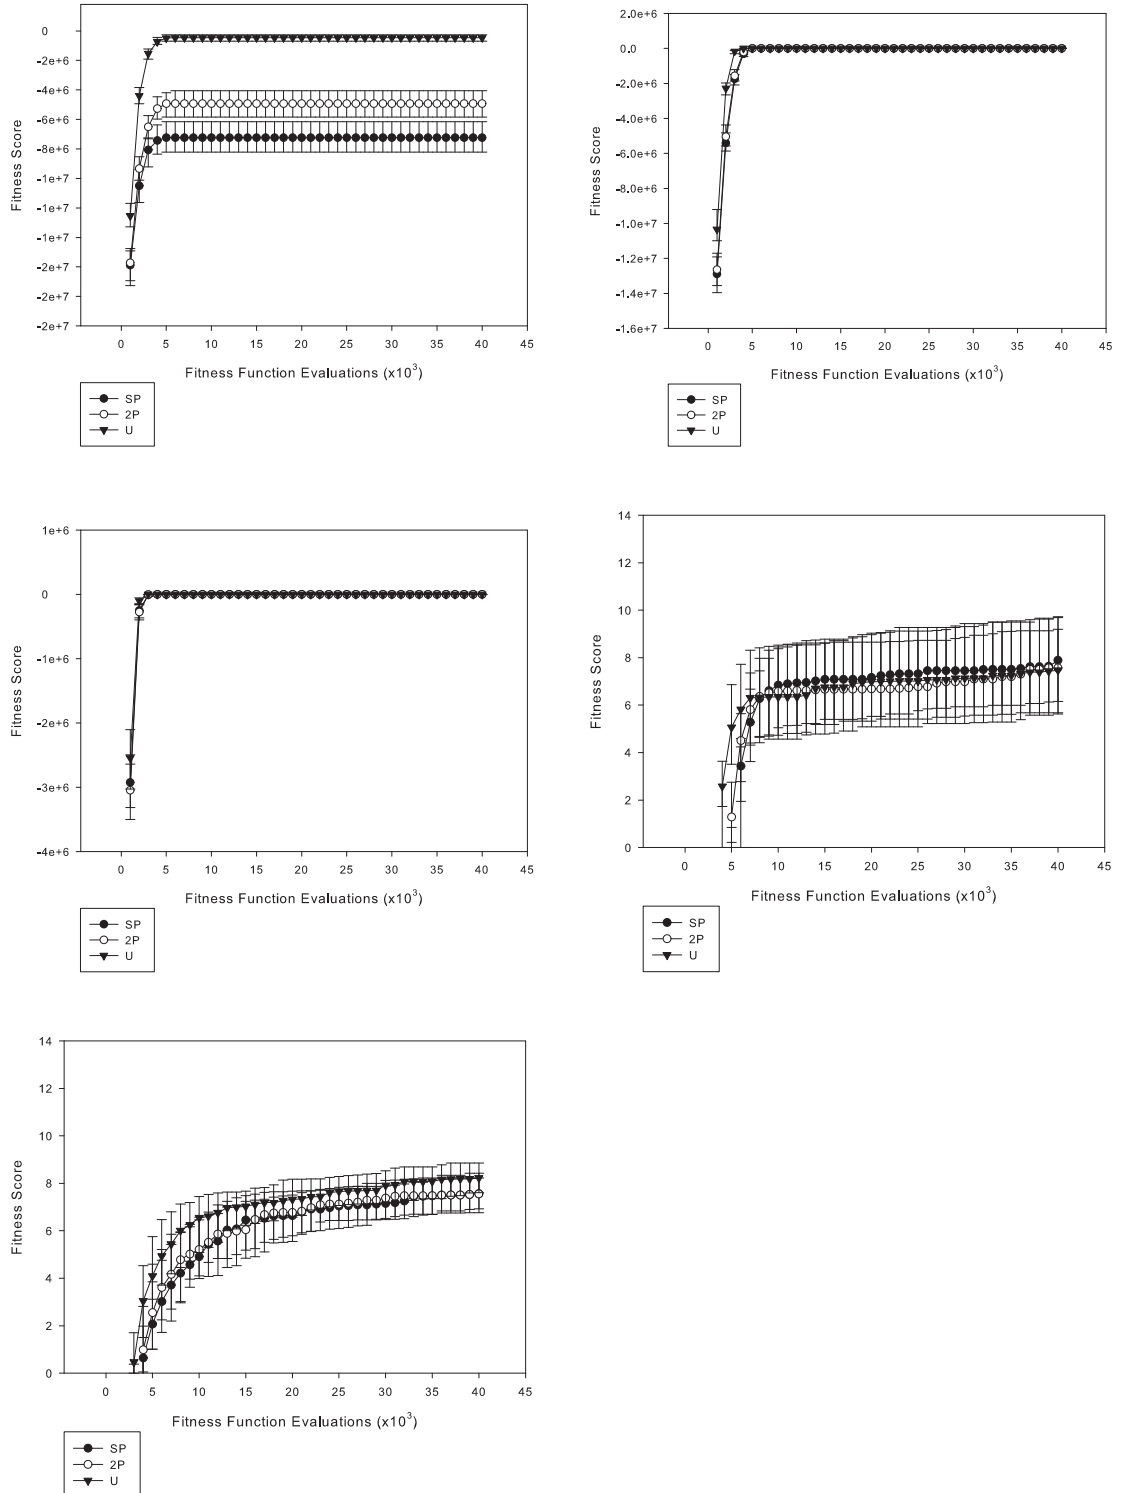 0
-2e+6
-4e+6
-6e+6
-8e+6
-1e+7
-1e+7
-1e+7
-2e+7
-2e+7
-2e+7
Fitness Score
0 5 10 15 20 25 30 35 40 45
Fitness Function Evaluations (x10³)
SP
2P
U
2.0e+6
0.0
-2.0e+6
-4.0e+6
-6.0e+6
-8.0e+6
-1.0e+7
-1.2e+7
-1.4e+7
-1.6e+7
Fitness Score
0 5 10 15 20 25 30 35 40 45
Fitness Function Evaluations (x10³)
SP
2P
U
1e+6
0
-1e+6
-2e+6
-3e+6
-4e+6
Fitness Score
0 5 10 15 20 25 30 35 40 45
Fitness Function Evaluations (x10³)
SP
2P
U
14
12
10
8
6
4
2
0
Fitness Score
0 5 10 15 20 25 30 35 40 45
Fitness Function Evaluations (x10³)
SP
2P
U
14
12
10
8
6
4
2
0
Fitness Score
0 5 10 15 20 25 30 35 40 45
Fitness Function Evaluations (x10³)
SP
2P
U